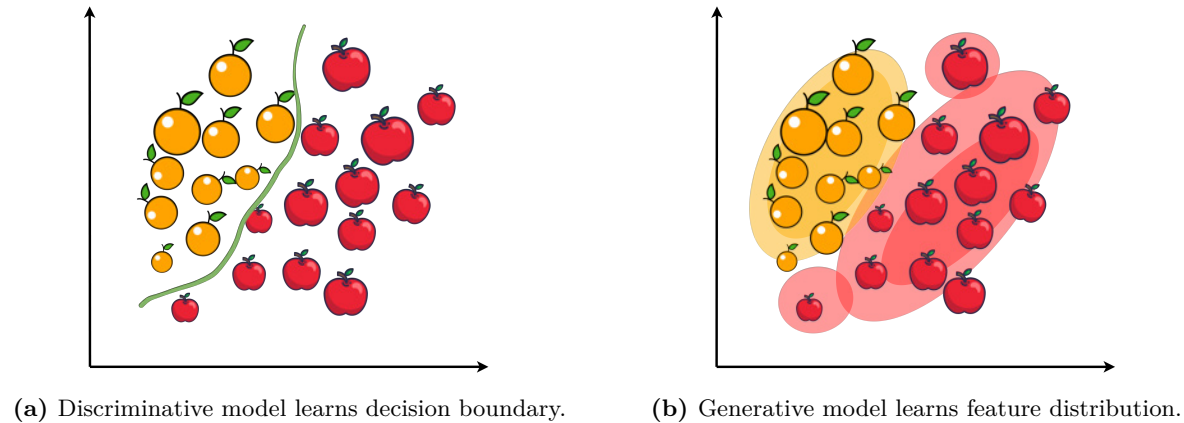 (a) Discriminative model learns decision boundary.
(b) Generative model learns feature distribution.